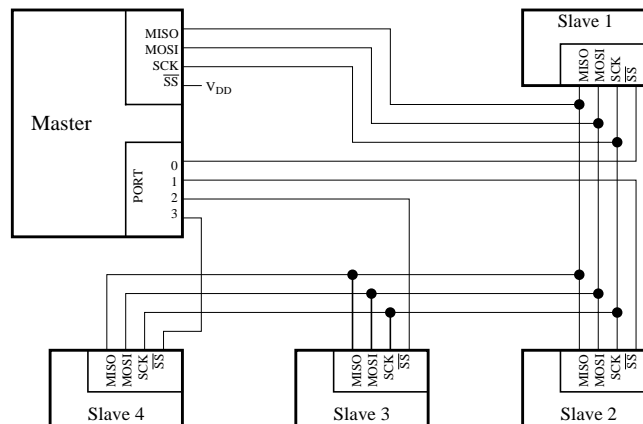 MISO
MOSI
SCK
SS
V_DD
Master
PORT
0
1
2
3
Slave 1
MISO
MOSI
SCK
SS
MISO
MOSI
SCK
SS
Slave 4
MISO
MOSI
SCK
SS
Slave 3
MISO
MOSI
SCK
SS
Slave 2